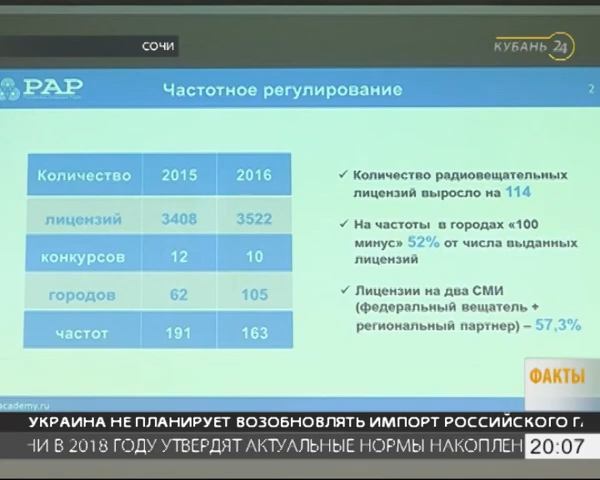 СОЧИ
КУБАНЬ 24
РАР
Частотное регулирование
2
Количество 2015 2016
лицензий 3408 3522
конкурсов 12 10
городов 62 105
частот 191 163
✓ Количество радиовещательных
лицензий выросло на 114
✓ На частоты в городах «100
минус» 52% от числа выданных
лицензий
✓ Лицензии на два СМИ
(федеральный вещатель +
региональный партнер) – 57,3%
academy.ru
ФАКТЫ
УКРАИНА НЕ ПЛАНИРУЕТ ВОЗОБНОВЛЯТЬ ИМПОРТ РОССИЙСКОГО ГА
НИ В 2018 ГОДУ УТВЕРДЯТ АКТУАЛЬНЫЕ НОРМЫ НАКОПЛЕН
20:07